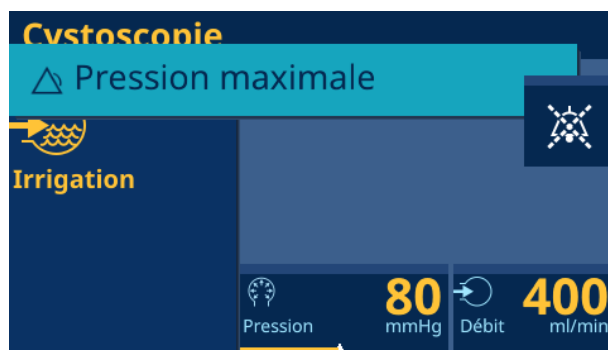 Cystoscopie
Pression maximale
Irrigation
80
Pression
mmHg
400
Débit
ml/min